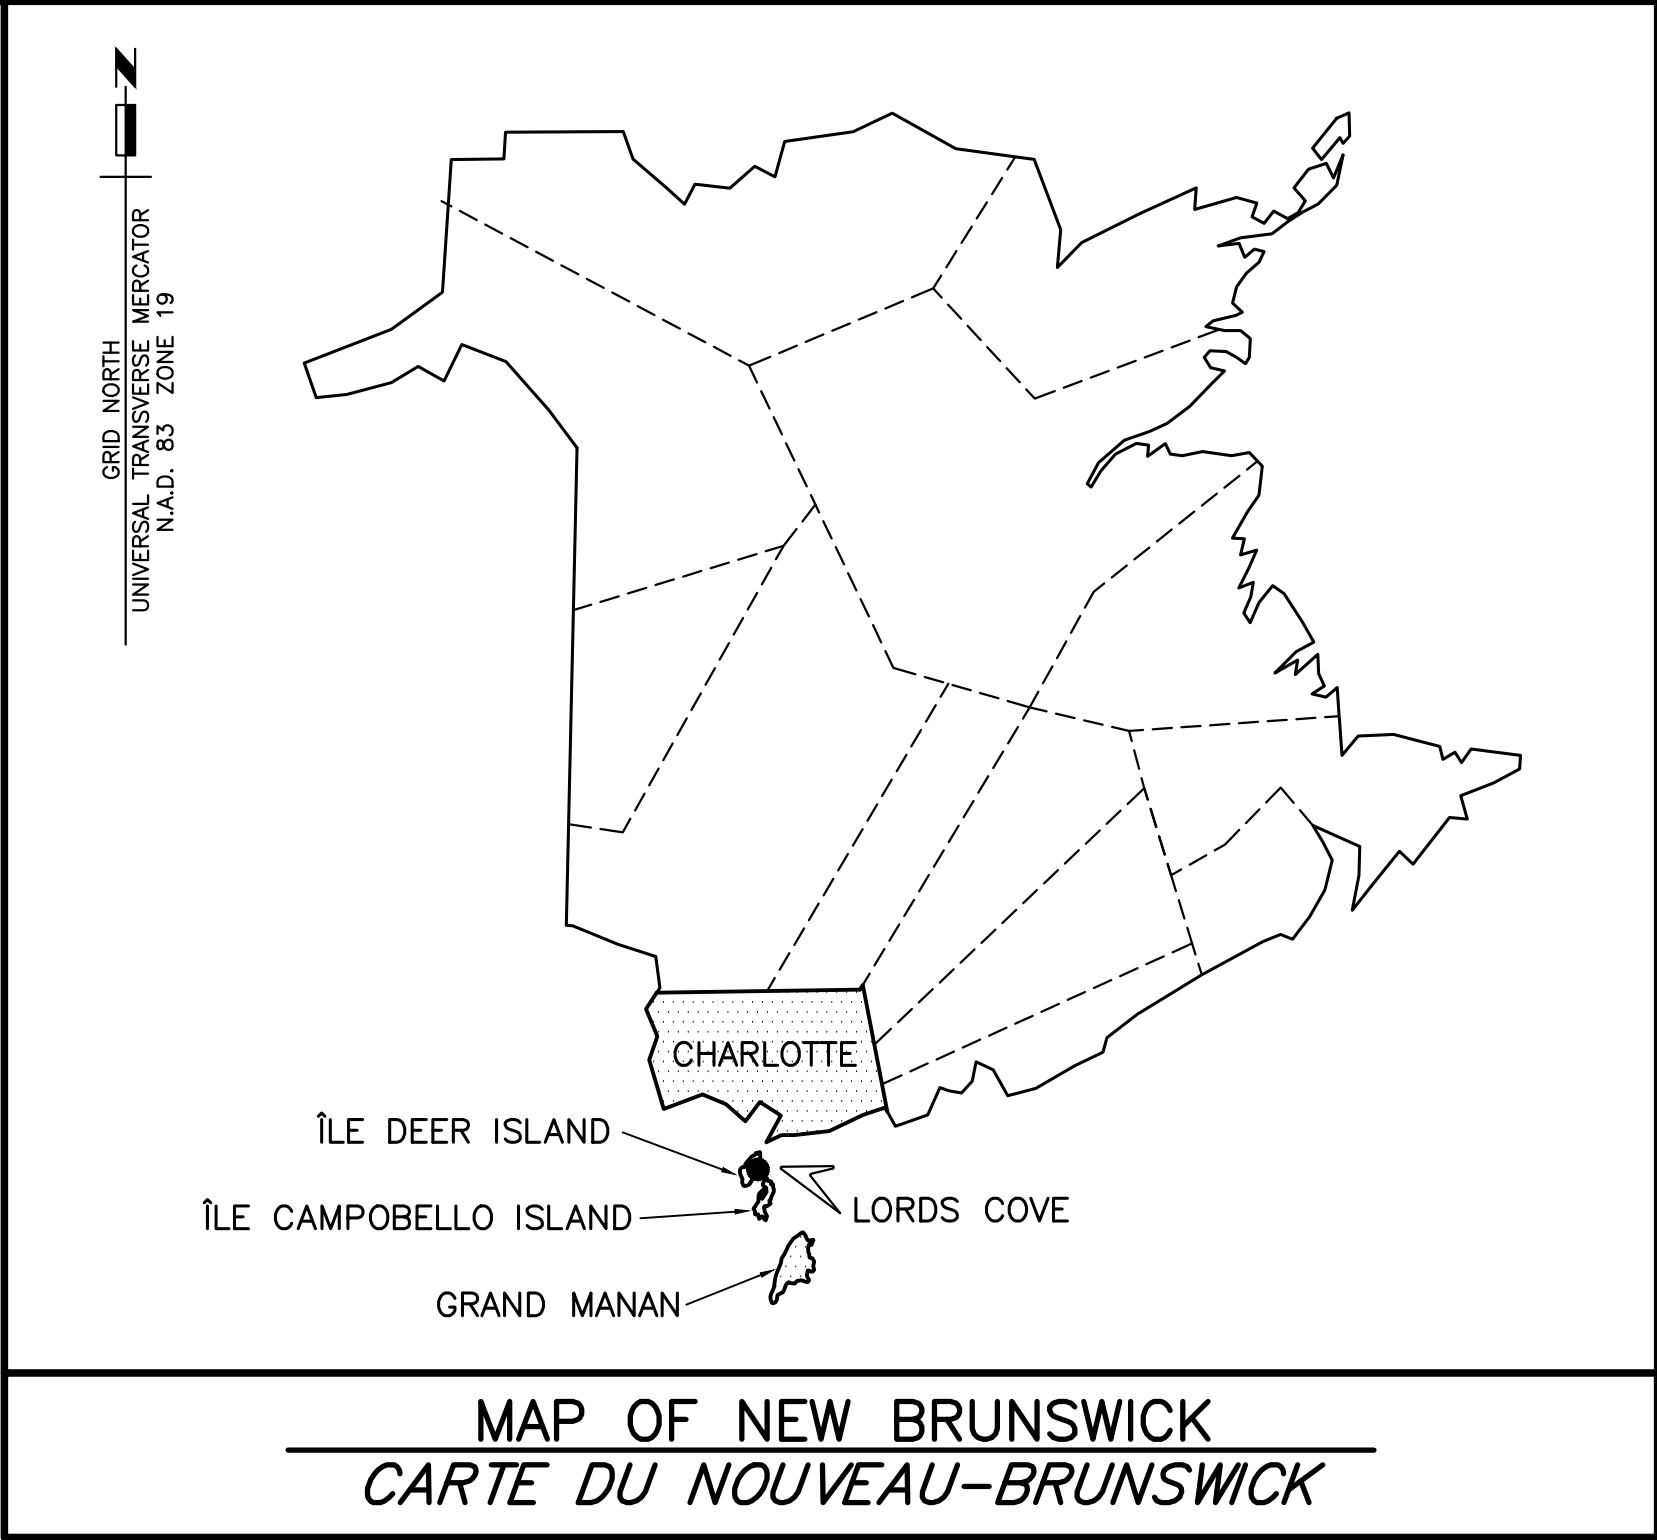 N
GRID NORTH
UNIVERSAL TRANSVERSE MERCATOR
N.A.D. 83 ZONE 19
CHARLOTTE
ÎLE DEER ISLAND
ÎLE CAMPOBELLO ISLAND
LORDS COVE
GRAND MANAN
MAP OF NEW BRUNSWICK
CARTE DU NOUVEAU-BRUNSWICK